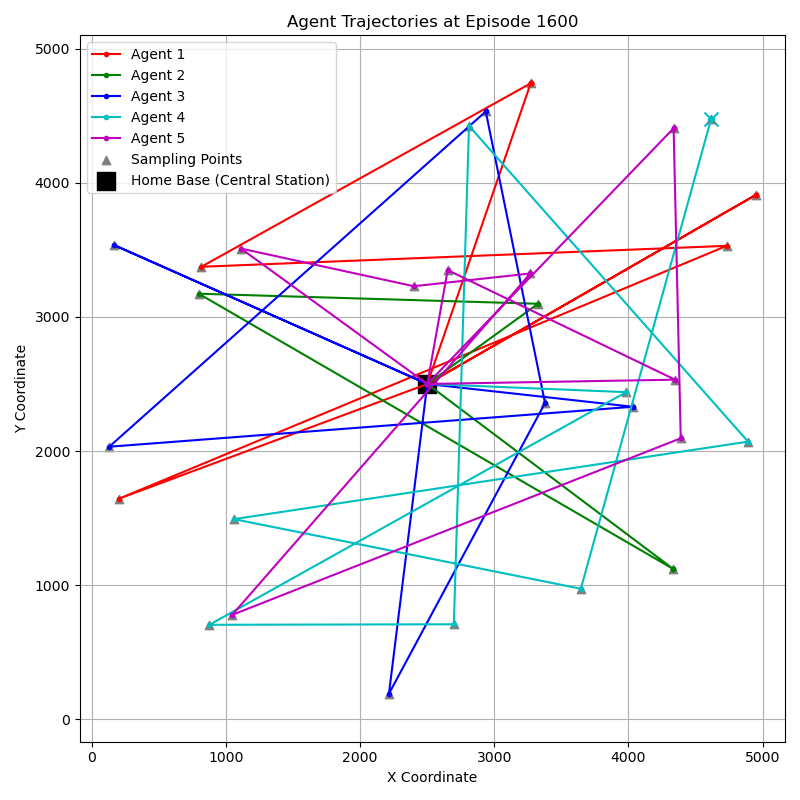 Agent Trajectories at Episode 1600
Agent 1
Agent 2
Agent 3
Agent 4
Agent 5
Sampling Points
Home Base (Central Station)
5000
4000
3000
2000
1000
0
Y Coordinate
0 1000 2000 3000 4000 5000
X Coordinate